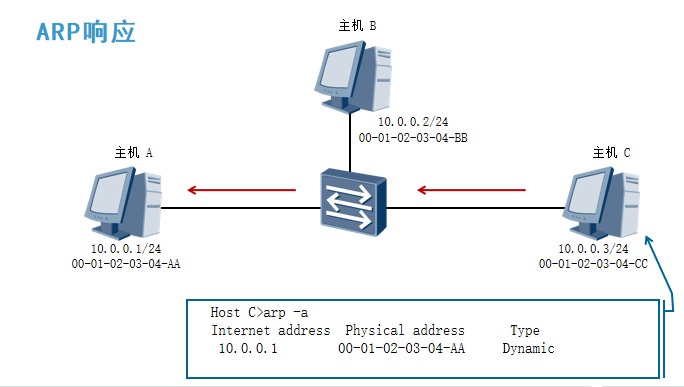 ARP响应
主机 B
10.0.0.2/24
00-01-02-03-04-BB
主机 A
主机 C
10.0.0.1/24
00-01-02-03-04-AA
10.0.0.3/24
00-01-02-03-04-CC
Host C>arp -a
Internet address Physical address Type
10.0.0.1 00-01-02-03-04-AA Dynamic